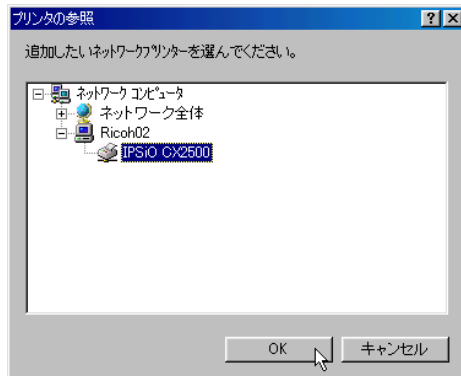 プリンタの参照
追加したいネットワークプリンターを選んでください。
ネットワーク コンピュータ
ネットワーク全体
Ricoh02
IPSiO CX2500
OK
キャンセル